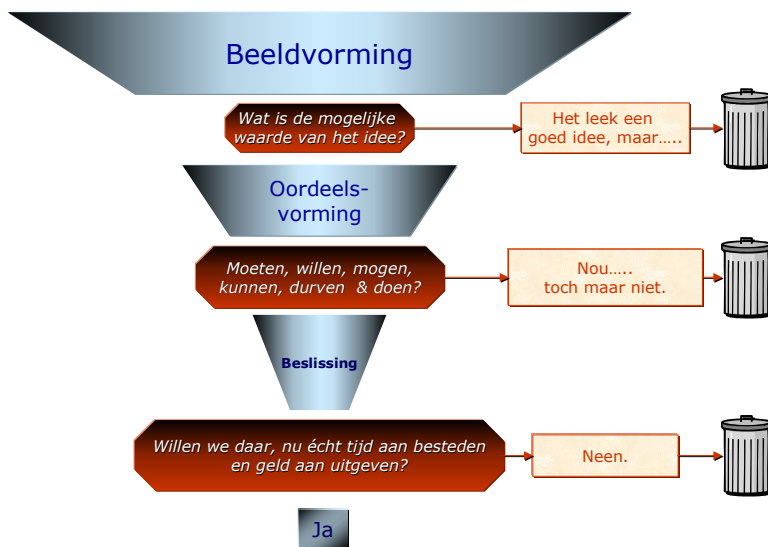 Beeldvorming
Wat is de mogelijke
waarde van het idee?
Het leek een
goed idee, maar.....
Oordeels-
vorming
Moeten, willen, mogen,
kunnen, durven & doen?
Nou.....
toch maar niet.
Beslissing
Willen we daar, nu écht tijd aan besteden
en geld aan uitgeven?
Neen.
Ja